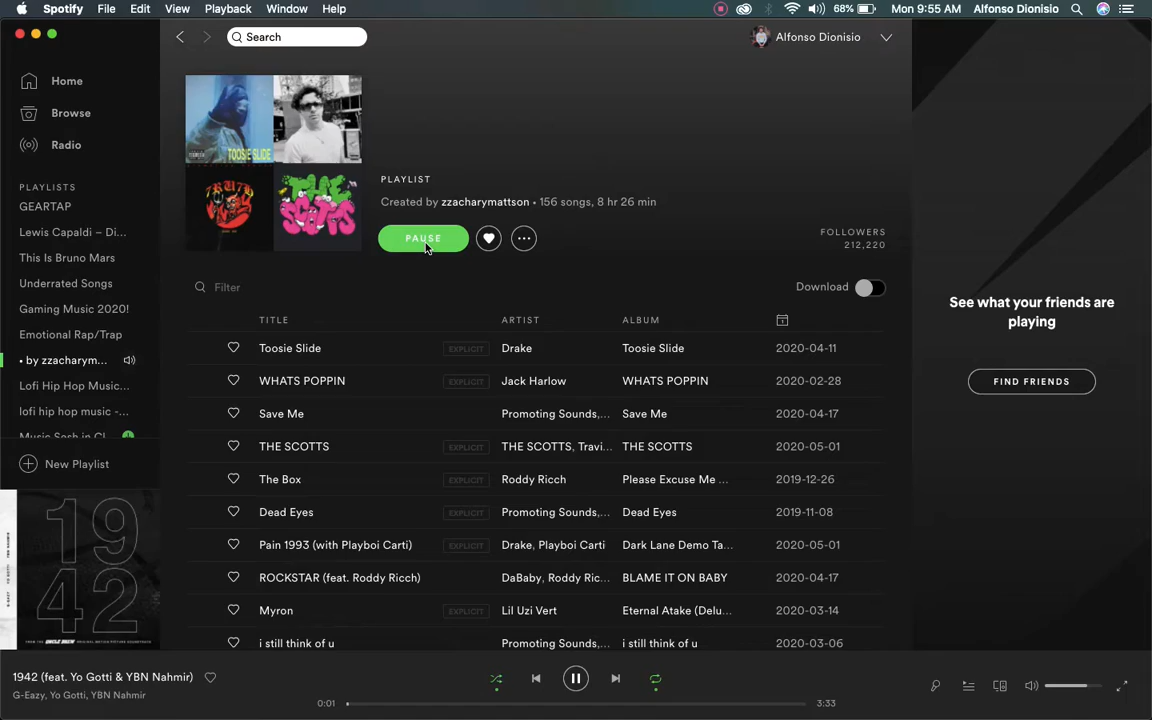 Spotify File Edit View Playback Window Help 68% Mon 9:55 AM Alfonso Dionisio
Search
Alfonso Dionisio
Home
Browse
Radio
PLAYLISTS
GEARTAP
Lewis Capaldi – Di...
This Is Bruno Mars
Underrated Songs
Gaming Music 2020!
Emotional Rap/Trap
• by zzacharym...
Lofi Hip Hop Music...
lofi hip hop music -...
Music Sesh in Cl
New Playlist
TOOSIE SLIDE
THE
SCOTTS
PLAYLIST
Created by zzacharymattson • 156 songs, 8 hr 26 min
PAUSE
FOLLOWERS
212,220
Filter
Download
TITLE ARTIST ALBUM
Toosie Slide EXPLICIT Drake Toosie Slide 2020-04-11
WHATS POPPIN EXPLICIT Jack Harlow WHATS POPPIN 2020-02-28
Save Me Promoting Sounds,... Save Me 2020-04-17
THE SCOTTS EXPLICIT THE SCOTTS, Travi... THE SCOTTS 2020-05-01
The Box EXPLICIT Roddy Ricch Please Excuse Me ... 2019-12-26
Dead Eyes EXPLICIT Promoting Sounds,... Dead Eyes 2019-11-08
Pain 1993 (with Playboi Carti) EXPLICIT Drake, Playboi Carti Dark Lane Demo Ta... 2020-05-01
ROCKSTAR (feat. Roddy Ricch) DaBaby, Roddy Ric... BLAME IT ON BABY 2020-04-17
Myron EXPLICIT Lil Uzi Vert Eternal Atake (Delu... 2020-03-14
i still think of u Promoting Sounds,... i still think of u 2020-03-06
See what your friends are
playing
FIND FRIENDS
19
42
1942 (feat. Yo Gotti & YBN Nahmir)
G-Eazy, Yo Gotti, YBN Nahmir
0:01
3:33